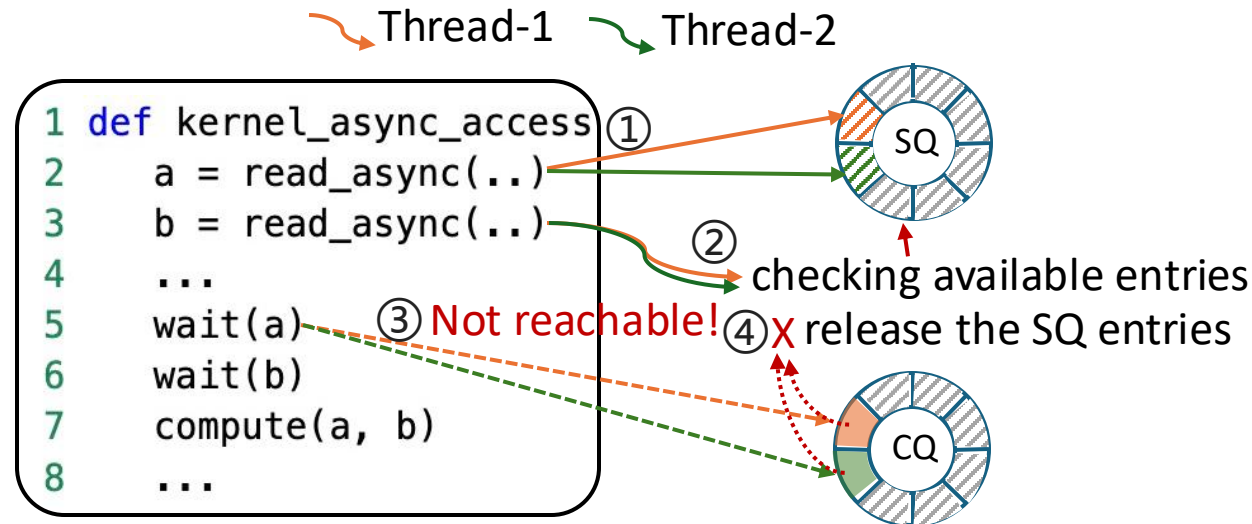 Thread-1 Thread-2
1 def kernel_async_access
2 a = read_async(..)
3 b = read_async(..)
4 ...
5 wait(a)
6 wait(b)
7 compute(a, b)
8 ...
①
SQ
②
checking available entries
③ Not reachable!
④ X release the SQ entries
CQ